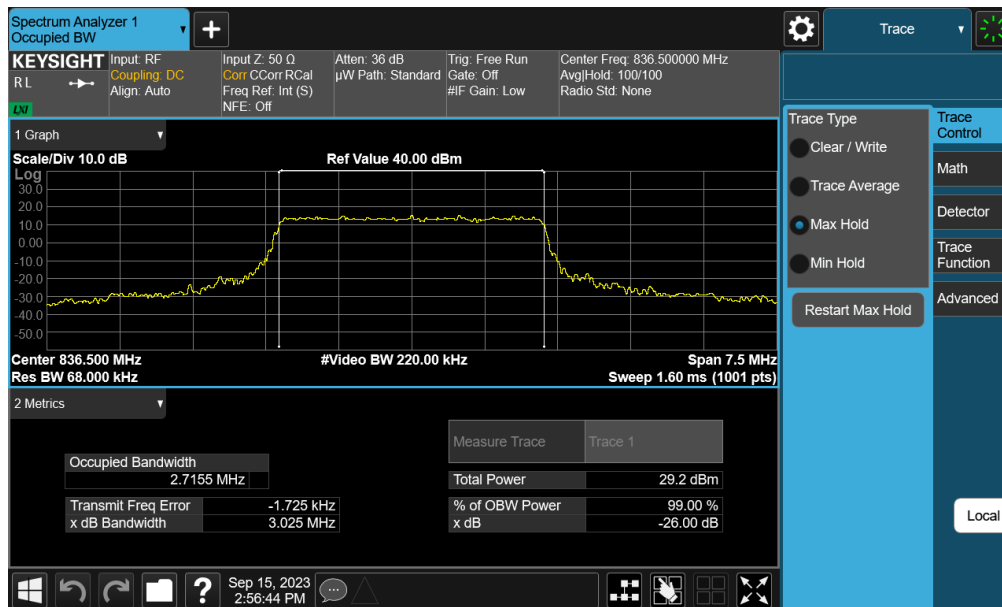 Spectrum Analyzer 1
Occupied BW
+
Trace
KEYSIGHT
R L
LXI
Input: RF
Coupling: DC
Align: Auto
Input Z: 50 Ω
Corr CCorr RCal
Freq Ref: Int (S)
NFE: Off
Atten: 36 dB
µW Path: Standard
Trig: Free Run
Gate: Off
#IF Gain: Low
Center Freq: 836.500000 MHz
Avg|Hold: 100/100
Radio Std: None
1 Graph
Scale/Div 10.0 dB
Ref Value 40.00 dBm
Log
30.0
20.0
10.0
0.00
-10.0
-20.0
-30.0
-40.0
-50.0
Center 836.500 MHz
#Video BW 220.00 kHz
Span 7.5 MHz
Res BW 68.000 kHz
Sweep 1.60 ms (1001 pts)
2 Metrics
Measure Trace
Trace 1
Occupied Bandwidth
2.7155 MHz
Total Power
29.2 dBm
Transmit Freq Error
-1.725 kHz
% of OBW Power
99.00 %
x dB Bandwidth
3.025 MHz
x dB
-26.00 dB
Trace Type
Clear / Write
Trace Average
Max Hold
Min Hold
Restart Max Hold
Trace
Control
Math
Detector
Trace
Function
Advanced
Local
?
Sep 15, 2023
2:56:44 PM